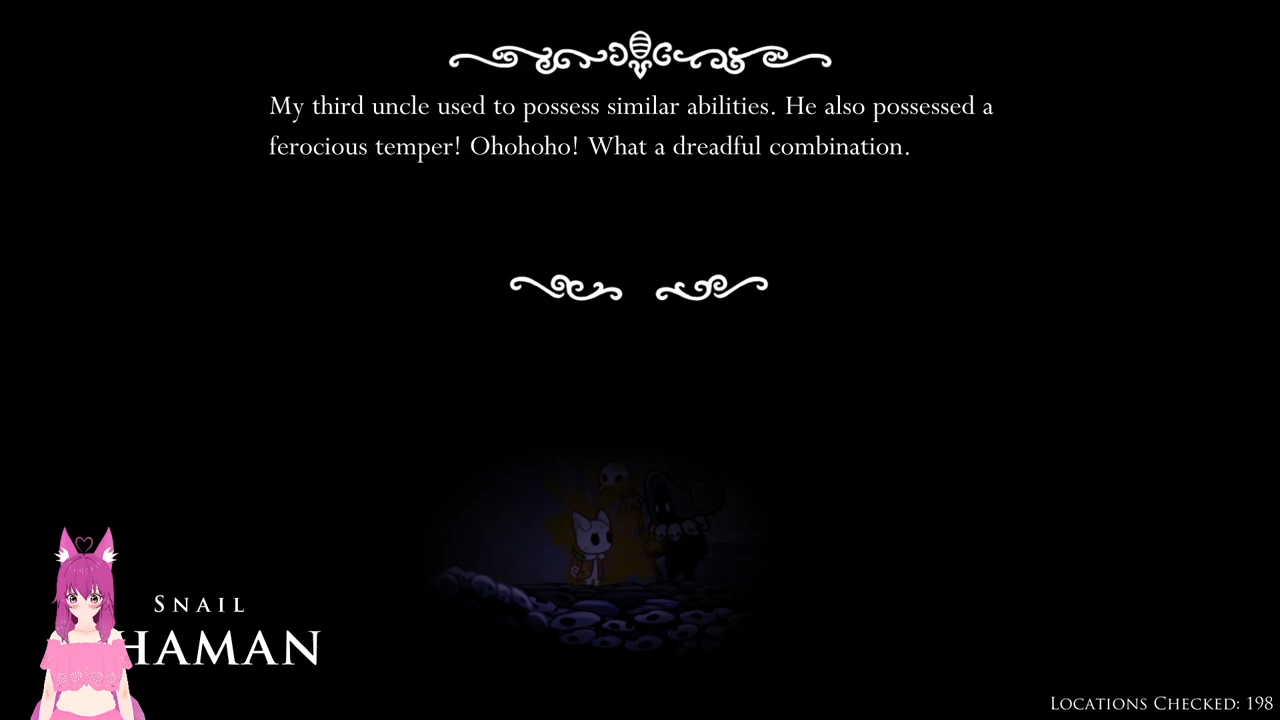 My third uncle used to possess similar abilities. He also possessed a
ferocious temper! Ohohoho! What a dreadful combination.
SNAIL
HAMAN
LOCATIONS CHECKED: 198